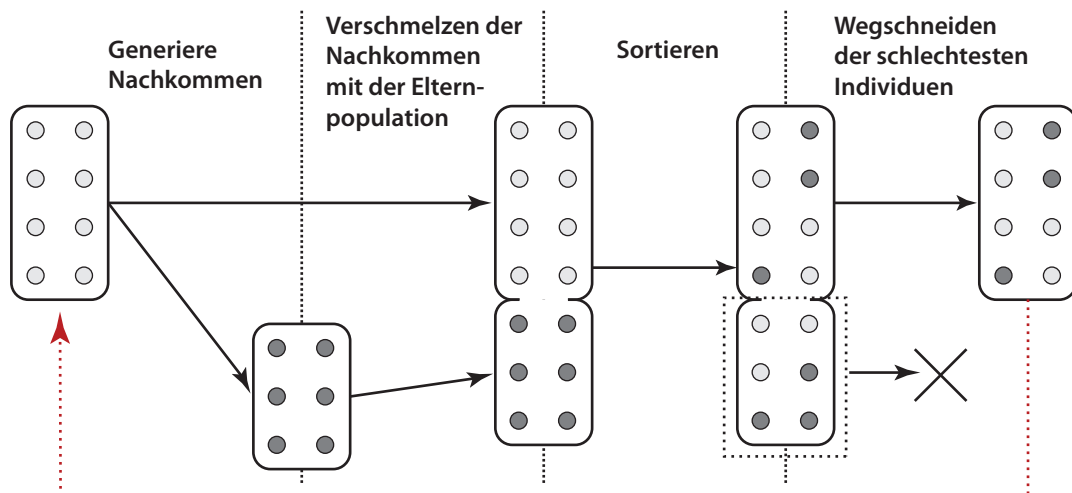 Generiere
Nachkommen
Verschmelzen der
Nachkommen
mit der Eltern-
population
Sortieren
Wegschneiden
der schlechtesten
Individuen